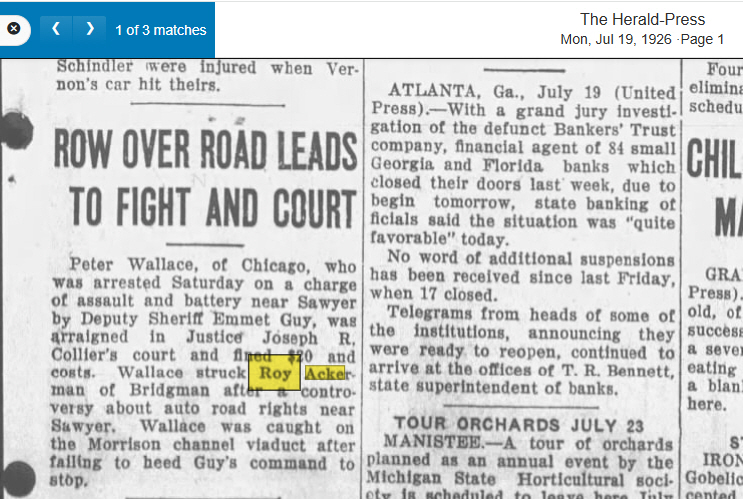 1 of 3 matches
The Herald-Press
Mon, Jul 19, 1926 · Page 1
Schindler were injured when Ver-
non's car hit theirs.
ROW OVER ROAD LEADS
TO FIGHT AND COURT
Peter Wallace, of Chicago, who
was arrested Saturday on a charge
of assault and battery near Sawyer
by Deputy Sheriff Emmet Guy, was
arraigned in Justice Joseph R.
Collier's court and fined $20 and
costs. Wallace struck Roy Acker-
man of Bridgman after a contro-
versy about auto road rights near
Sawyer. Wallace was caught on
the Morrison channel viaduct after
failing to heed Guy's command to
stop.
ATLANTA, Ga., July 19 (United
Press).—With a grand jury investi-
gation of the defunct Bankers' Trust
company, financial agent of 84 small
Georgia and Florida banks which
closed their doors last week, due to
begin tomorrow, state banking of
ficials said the situation was "quite
favorable" today.
No word of additional suspensions
has been received since last Friday,
when 17 closed.
Telegrams from heads of some of
the institutions, announcing they
were ready to reopen, continued to
arrive at the offices of T. R. Bennett,
state superintendent of banks.
TOUR ORCHARDS JULY 23
MANISTEE.—A tour of orchards
planned as an annual event by the
Michigan State Horticultural soci-
ety is scheduled to leave here July
Four
elimina
schedu
CHIL
M
GRA
Press).
old, of
success
a seve
eating
a blan
here.
S
IRON
Gobelic
cented